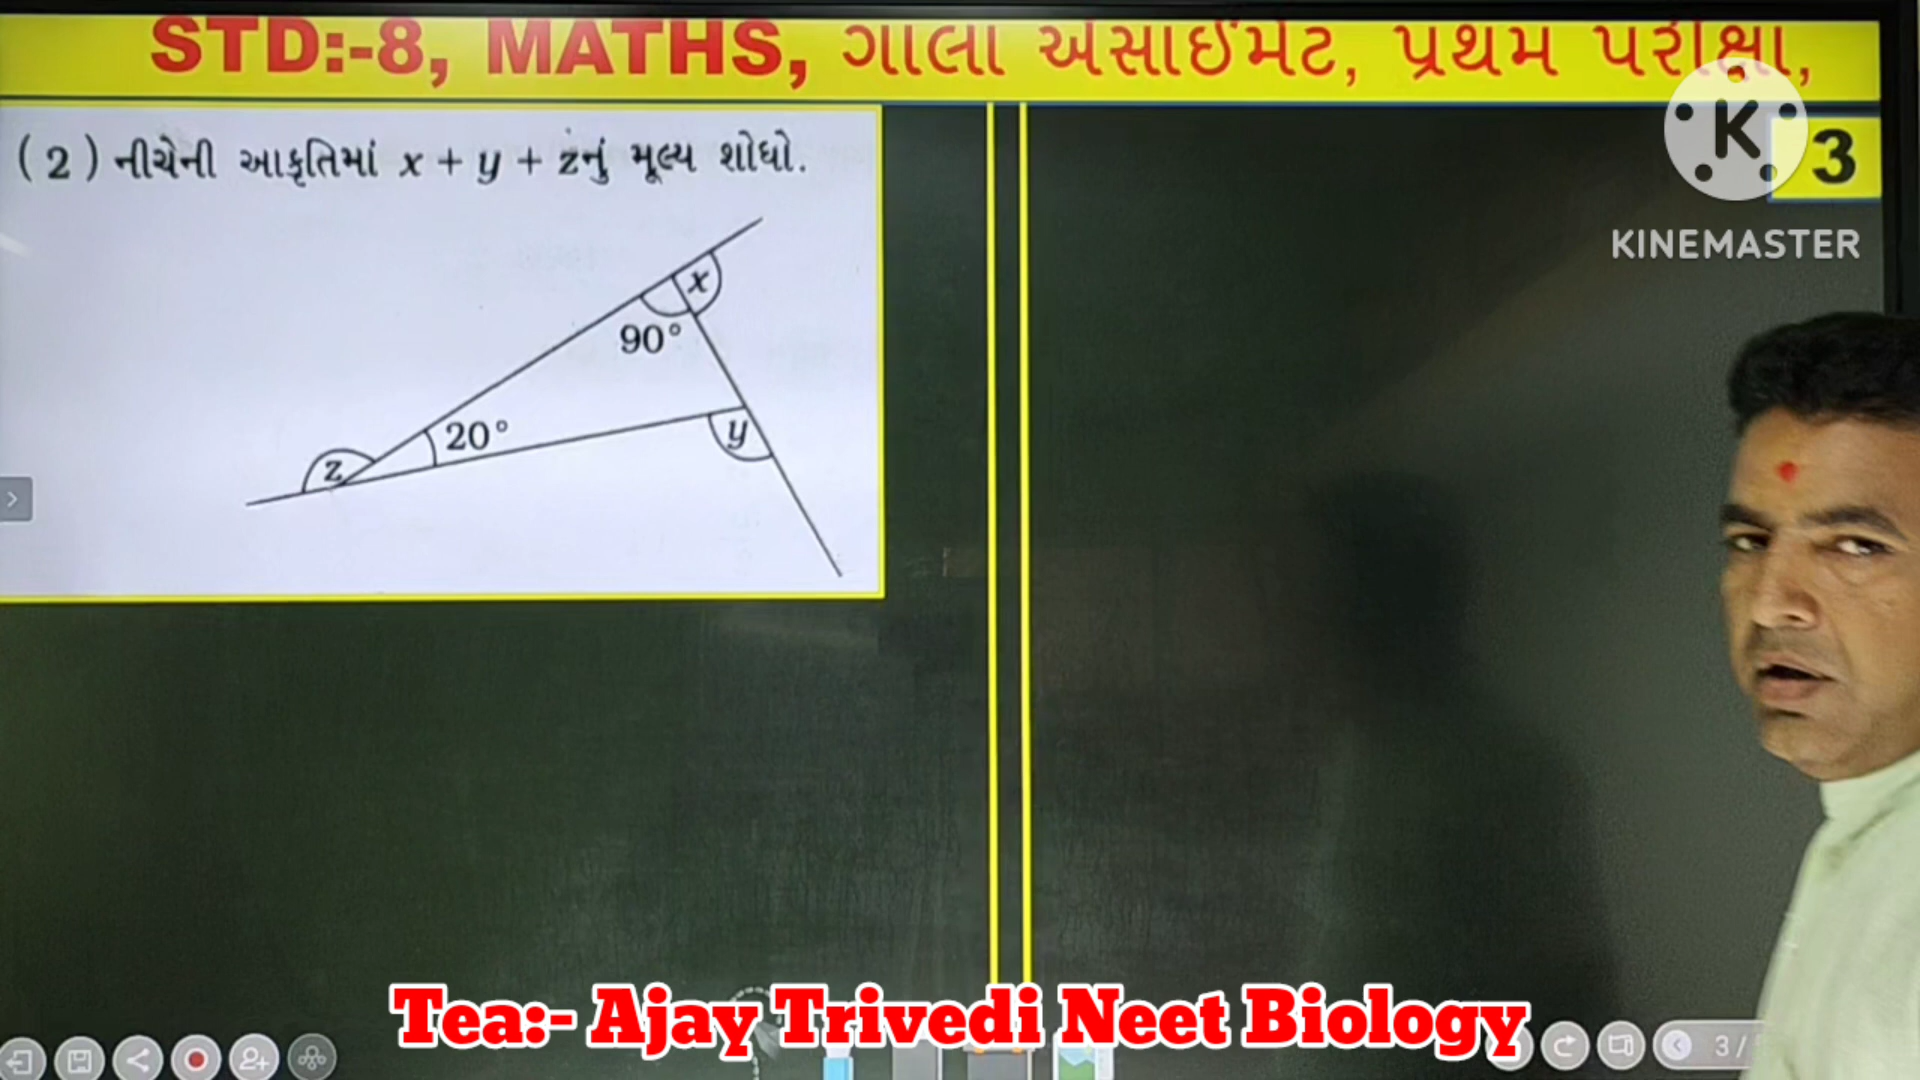 STD:-8, MATHS, ગાલા એસાઈમેંટ, પ્રથમ પરીક્ષા,
( 2 ) નીચેની આકૃતિમાં x + y + zનું મૂલ્ય શોધો.
K
3
KINEMASTER
x
90°
20°
y
z
Tea:- Ajay Trivedi Neet Biology
3 /